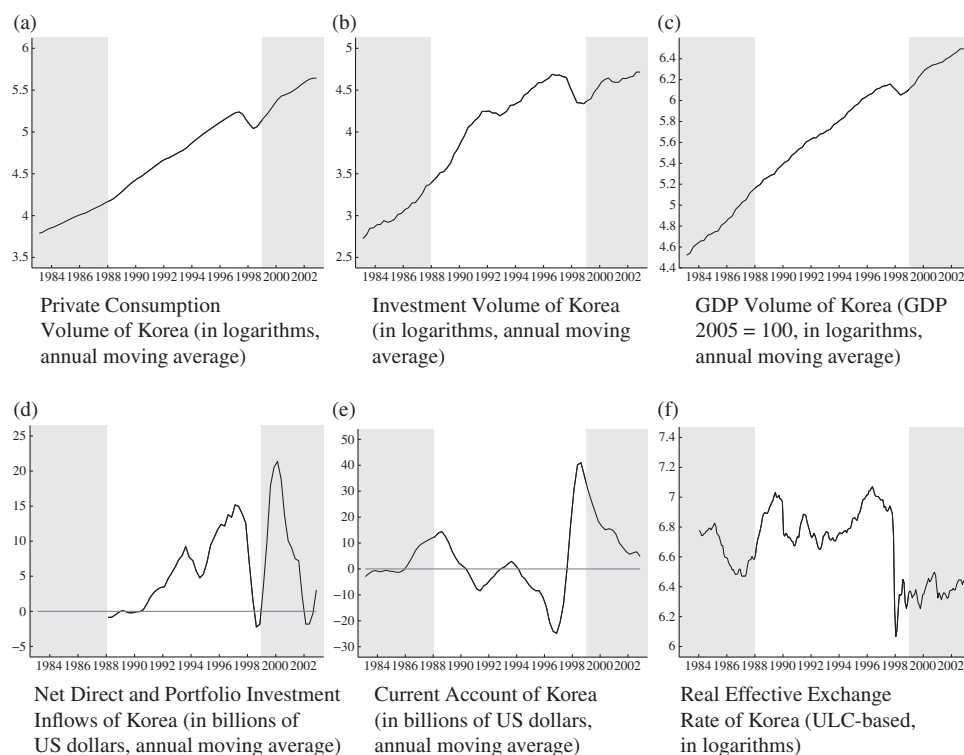 (a)
6
5.5
5
4.5
4
3.5
1984 1986 1988 1990 1992 1994 1996 1998 2000 2002
Private Consumption
Volume of Korea (in logarithms,
annual moving average)
(b)
5
4.5
4
3.5
3
2.5
1984 1986 1988 1990 1992 1994 1996 1998 2000 2002
Investment Volume of Korea
(in logarithms, annual moving
average)
(c)
6.4
6.2
6
5.8
5.6
5.4
5.2
5
4.8
4.6
4.4
1984 1986 1988 1990 1992 1994 1996 1998 2000 2002
GDP Volume of Korea (GDP
2005 = 100, in logarithms,
annual moving average)
(d)
25
20
15
10
5
0
−5
1984 1986 1988 1990 1992 1994 1996 1998 2000 2002
Net Direct and Portfolio Investment
Inflows of Korea (in billions of
US dollars, annual moving average)
(e)
50
40
30
20
10
0
−10
−20
−30
1984 1986 1988 1990 1992 1994 1996 1998 2000 2002
Current Account of Korea
(in billions of US dollars,
annual moving average)
(f)
7.4
7.2
7
6.8
6.6
6.4
6.2
6
1984 1986 1988 1990 1992 1994 1996 1998 2000 2002
Real Effective Exchange
Rate of Korea (ULC-based,
in logarithms)